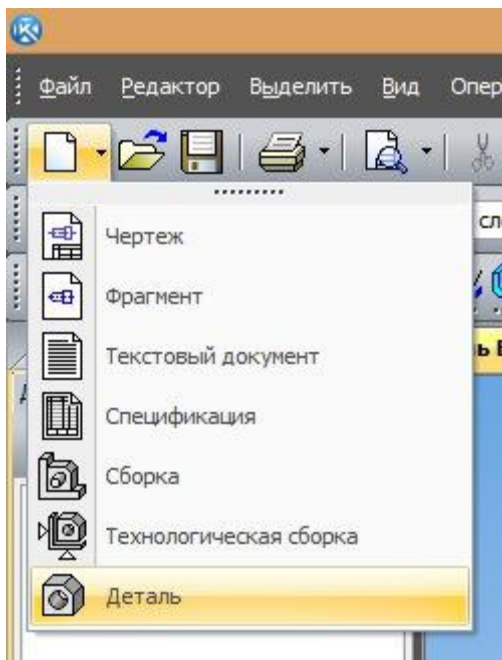 Файл Редактор Выделить Вид
Чертеж
Фрагмент
Текстовый документ
Спецификация
Сборка
Технологическая сборка
Деталь